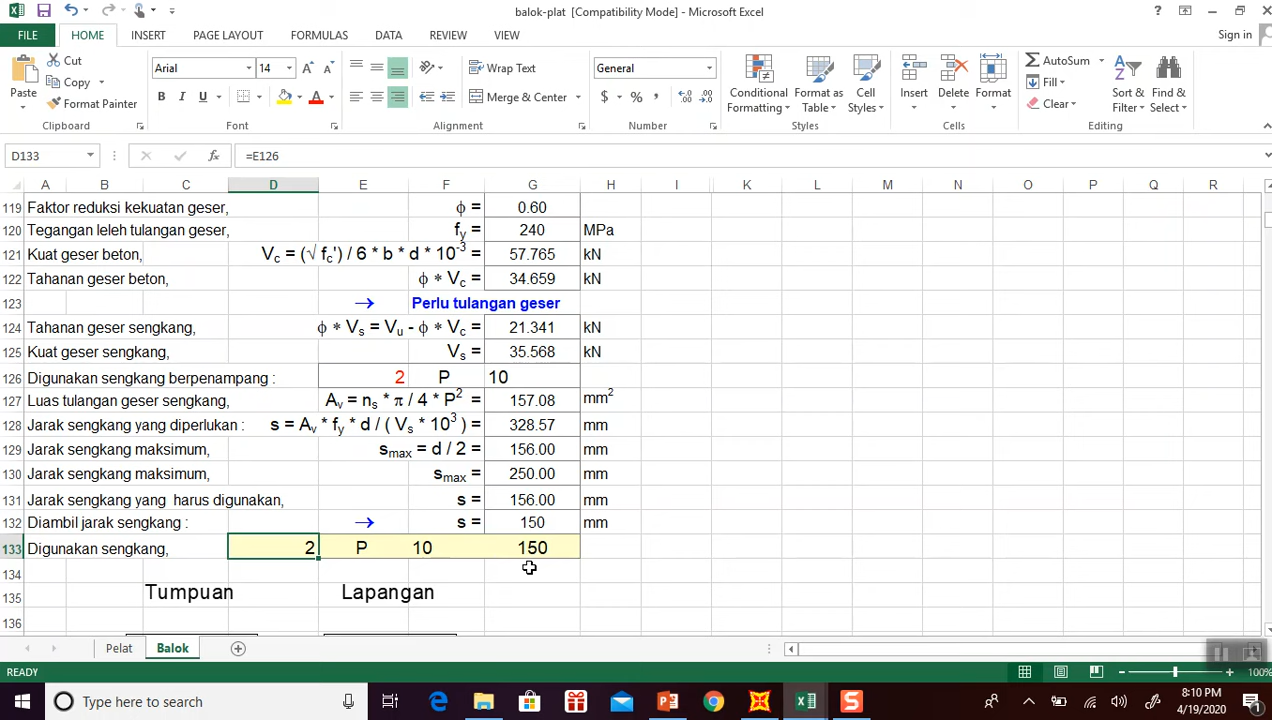 balok-plat [Compatibility Mode] - Microsoft Excel
?
FILE HOME INSERT PAGE LAYOUT FORMULAS DATA REVIEW VIEW Sign in
Paste
Cut
Copy
Format Painter
Clipboard
Arial 14 A A
B I U A
Font
Wrap Text
Merge & Center
Alignment
General
$ % ,
Number
Conditional Formatting
Format as Table
Cell Styles
Styles
Insert Delete Format
Cells
AutoSum
Fill
Clear
Sort & Filter
Find & Select
Editing
D133 fx =E126
A B C D E F G H I K L M N O P Q R
119 Faktor reduksi kekuatan geser, ϕ = 0.60
120 Tegangan leleh tulangan geser, fy = 240 MPa
121 Kuat geser beton, Vc = (√ fc') / 6 * b * d * 10-3 = 57.765 kN
122 Tahanan geser beton, ϕ * Vc = 34.659 kN
123 → Perlu tulangan geser
124 Tahanan geser sengkang, ϕ * Vs = Vu - ϕ * Vc = 21.341 kN
125 Kuat geser sengkang, Vs = 35.568 kN
126 Digunakan sengkang berpenampang : 2 P 10
127 Luas tulangan geser sengkang, Av = ns * π / 4 * P2 = 157.08 mm2
128 Jarak sengkang yang diperlukan : s = Av * fy * d / ( Vs * 103 ) = 328.57 mm
129 Jarak sengkang maksimum, smax = d / 2 = 156.00 mm
130 Jarak sengkang maksimum, smax = 250.00 mm
131 Jarak sengkang yang harus digunakan, s = 156.00 mm
132 Diambil jarak sengkang : → s = 150 mm
133 Digunakan sengkang, 2 P 10 150
134
135 Tumpuan Lapangan
136
Pelat Balok
READY 100%
Type here to search
8:10 PM
4/19/2020